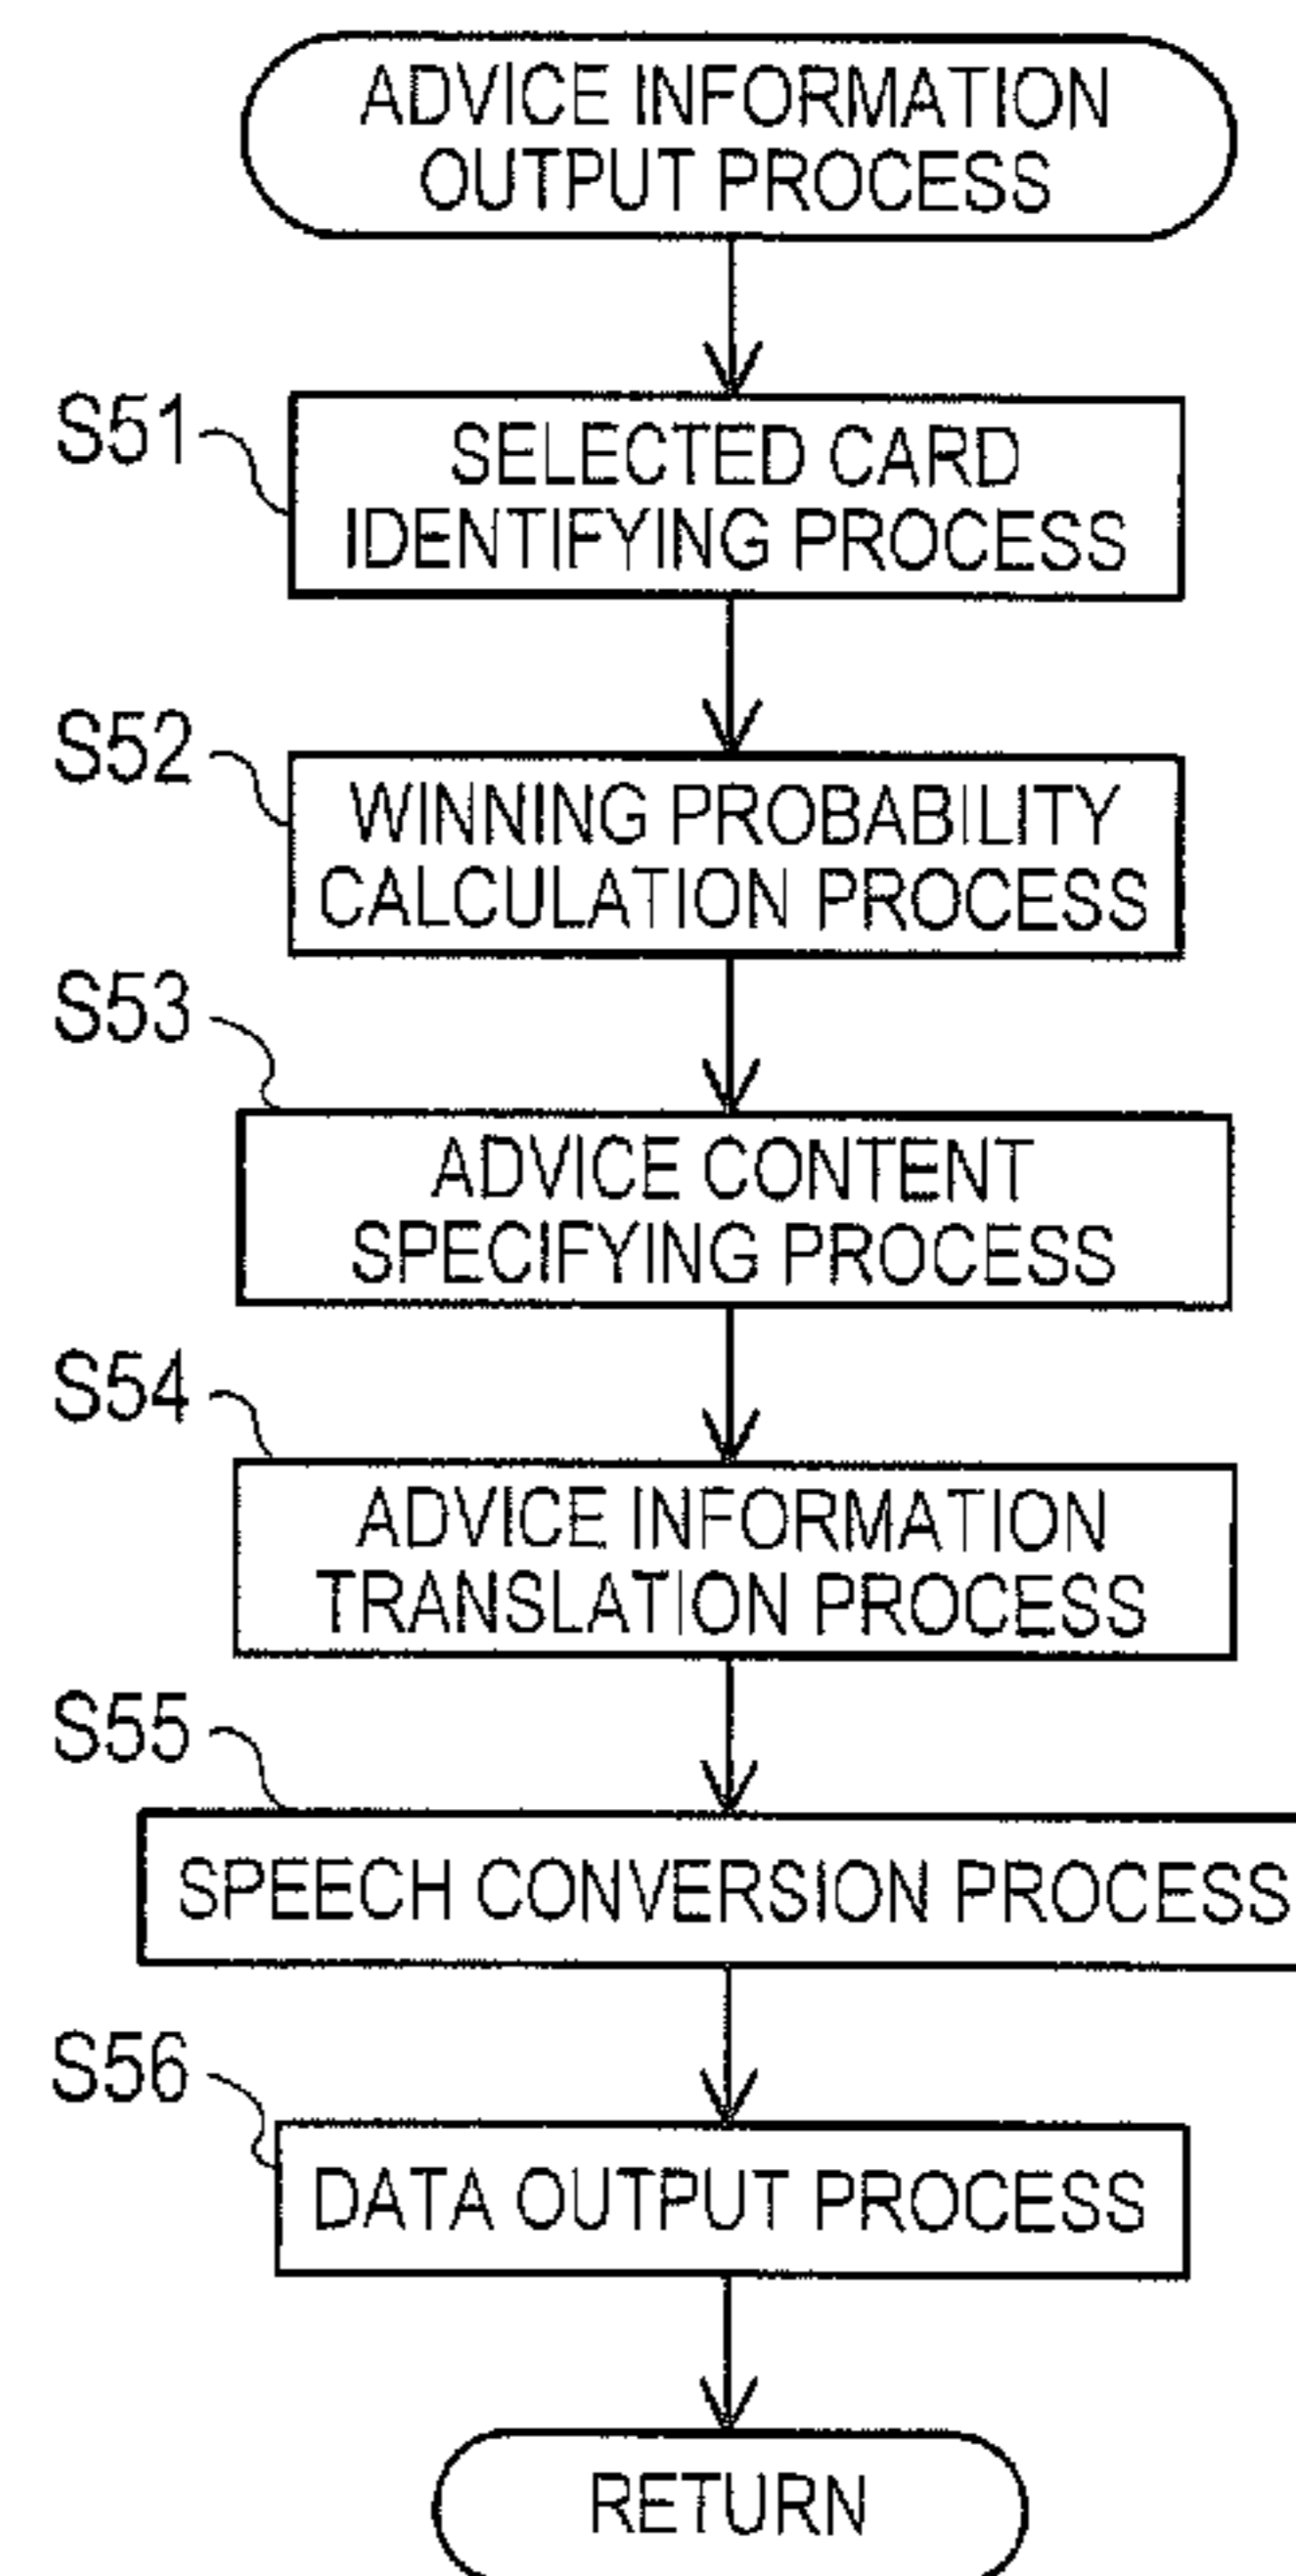 ADVICE INFORMATION
OUTPUT PROCESS
S51
SELECTED CARD
IDENTIFYING PROCESS
S52
WINNING PROBABILITY
CALCULATION PROCESS
S53
ADVICE CONTENT
SPECIFYING PROCESS
S54
ADVICE INFORMATION
TRANSLATION PROCESS
S55
SPEECH CONVERSION PROCESS
S56
DATA OUTPUT PROCESS
RETURN